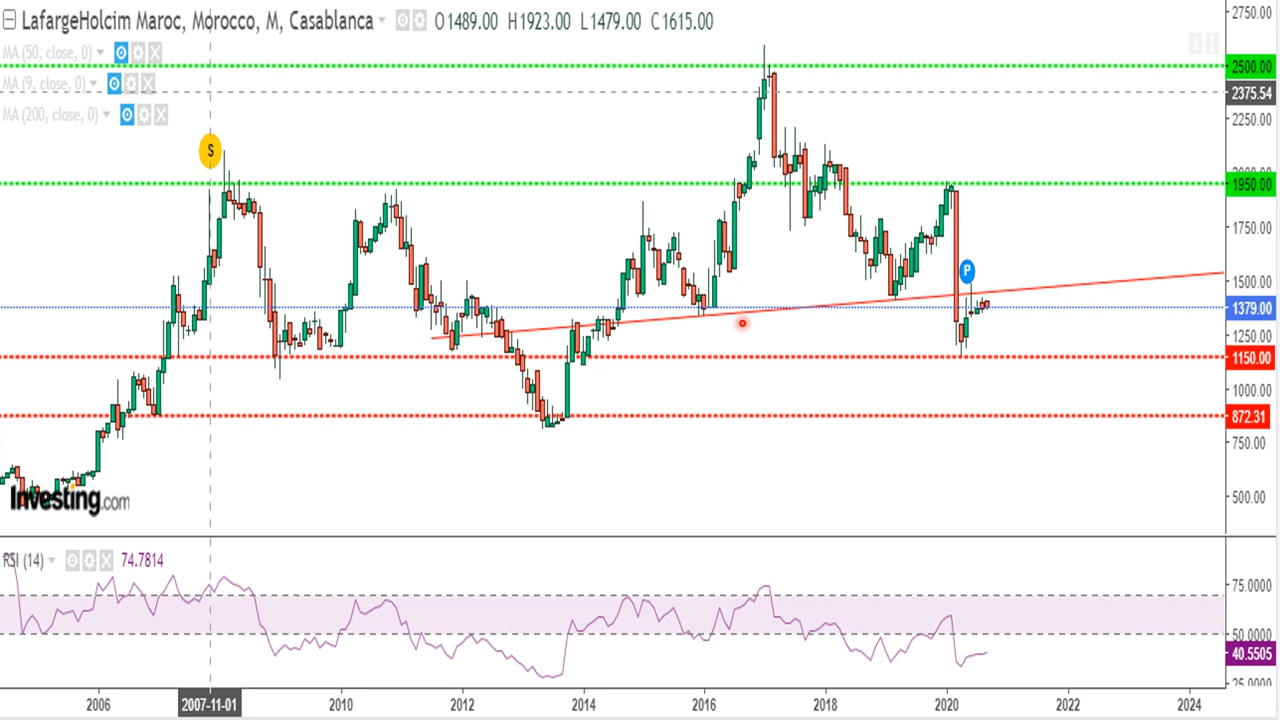 LafargeHolcim Maroc, Morocco, M, Casablanca O1489.00 H1923.00 L1479.00 C1615.00
MA (50, close, 0)
MA (9, close, 0)
MA (200, close, 0)
2750.00
2500.00
2375.54
2250.00
2000.00
1950.00
1750.00
1500.00
1379.00
1250.00
1150.00
1000.00
872.31
750.00
500.00
S
P
Investing.com
RSI (14) 74.7814
75.0000
50.0000
40.5505
25.0000
2006 2007-11-01 2010 2012 2014 2016 2018 2020 2022 2024